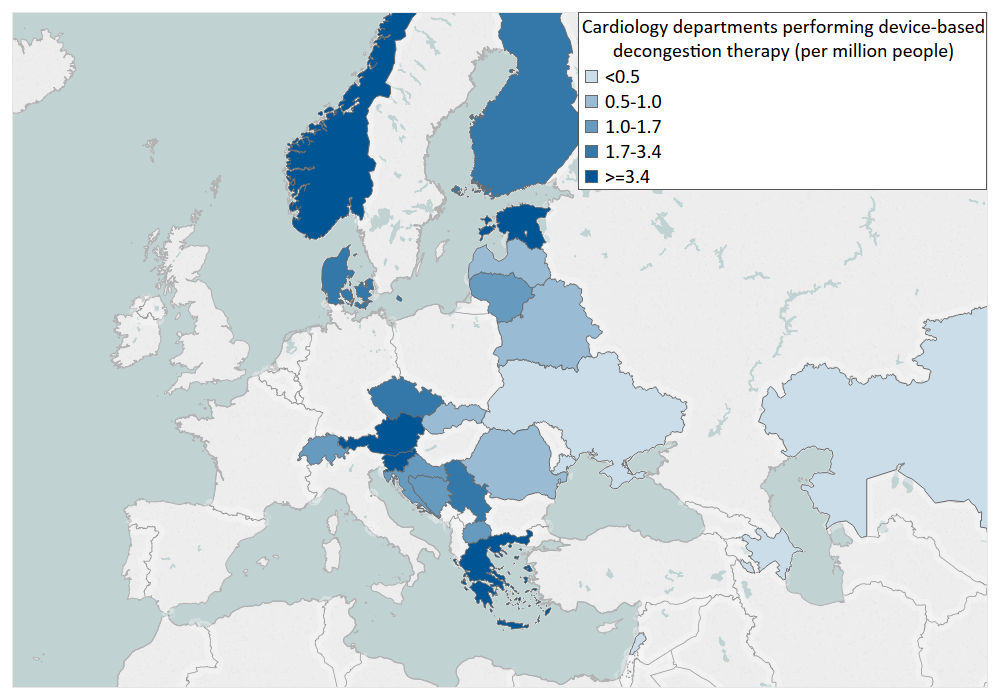 Cardiology departments performing device-based
decongestion therapy (per million people)
<0.5
0.5-1.0
1.0-1.7
1.7-3.4
>=3.4